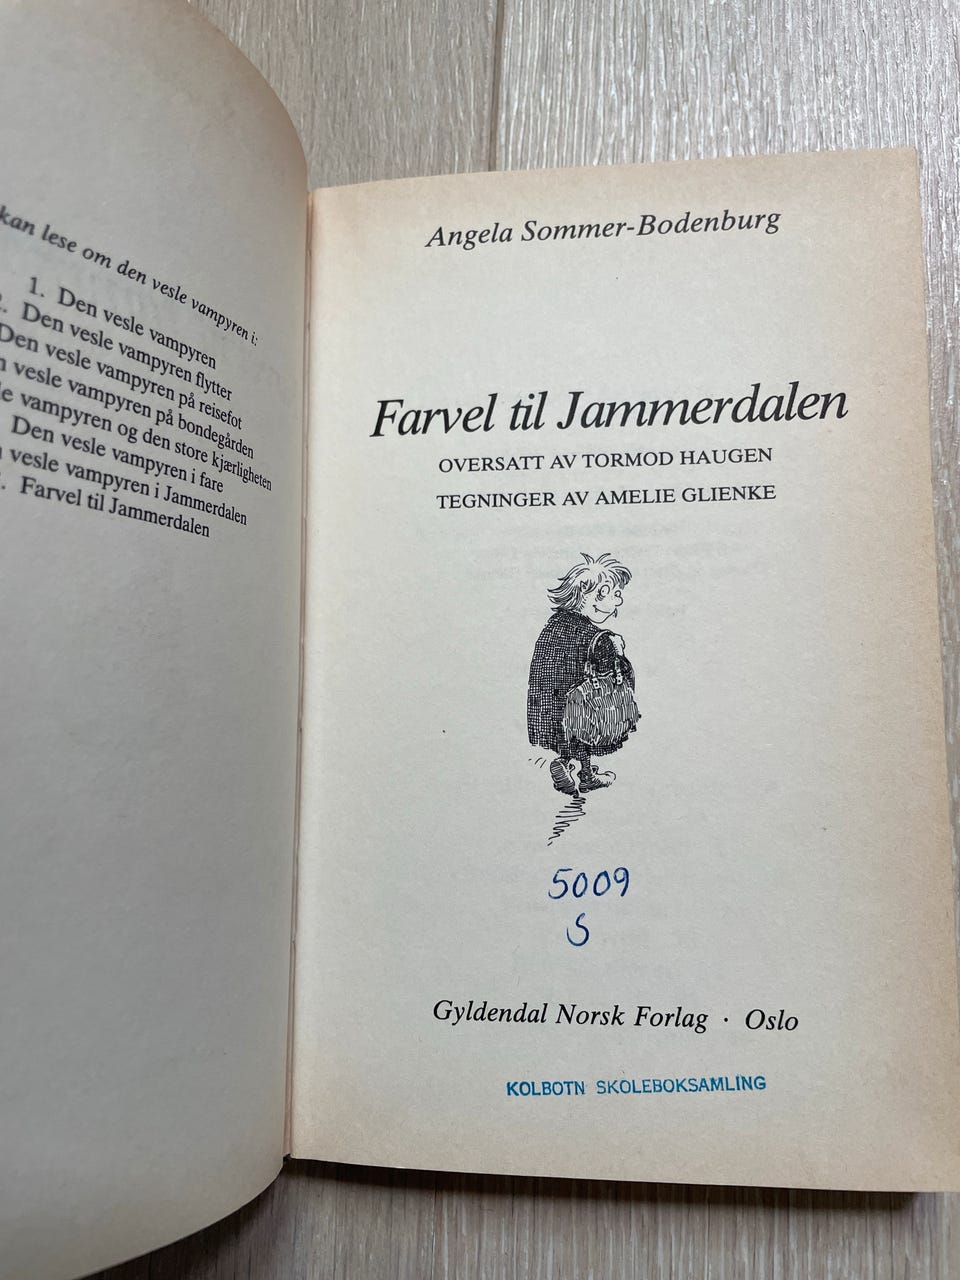 kan lese om den vesle vampyren i:
1. Den vesle vampyren
. Den vesle vampyren flytter
Den vesle vampyren på reisefot
vesle vampyren på bondegården
vampyren og den store kjærligheten
Den vesle vampyren i fare
vesle vampyren i Jammerdalen
. Farvel til Jammerdalen
Angela Sommer-Bodenburg
Farvel til Jammerdalen
OVERSATT AV TORMOD HAUGEN
TEGNINGER AV AMELIE GLIENKE
5009
S
Gyldendal Norsk Forlag · Oslo
KOLBOTN SKOLEBOKSAMLING